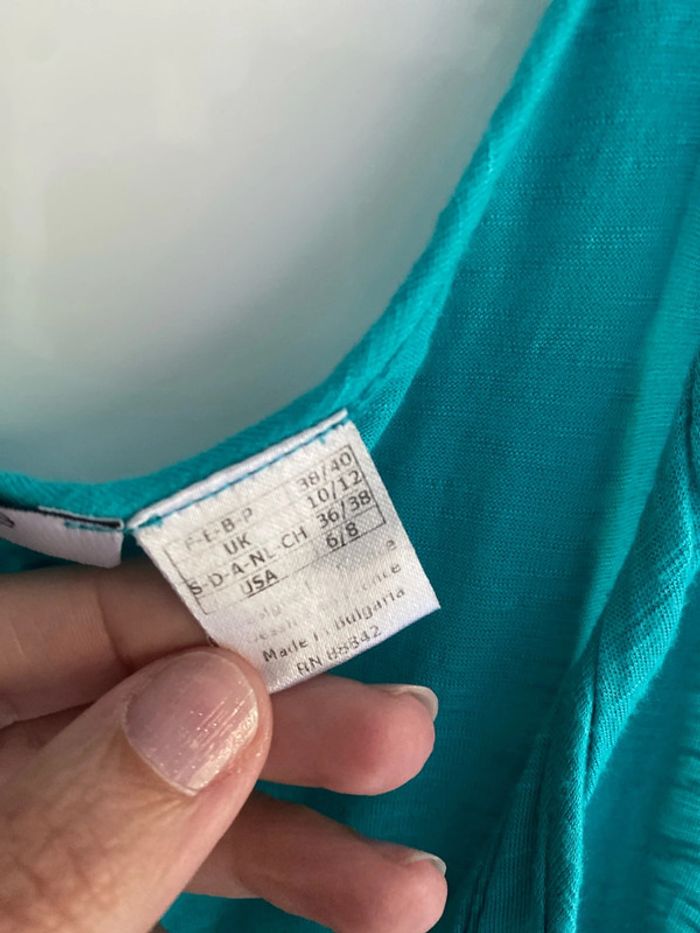 F-E-B-P 38/40
UK 10/12
S-D-A-NL-CH 36/38
USA 6/8
Made in Bulgaria
RN 88842